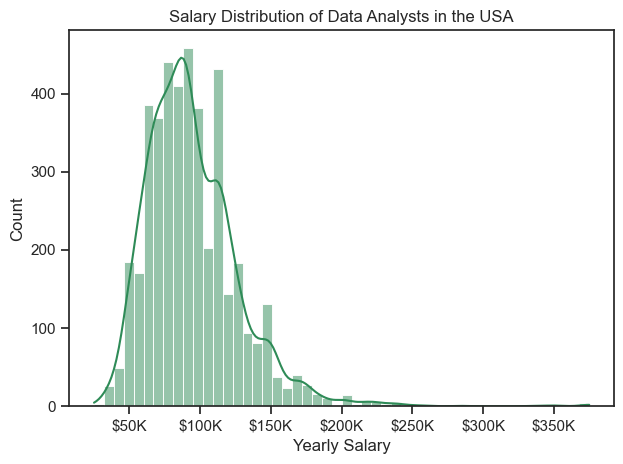 Salary Distribution of Data Analysts in the USA
Count
400
300
200
100
0
$50K $100K $150K $200K $250K $300K $350K
Yearly Salary